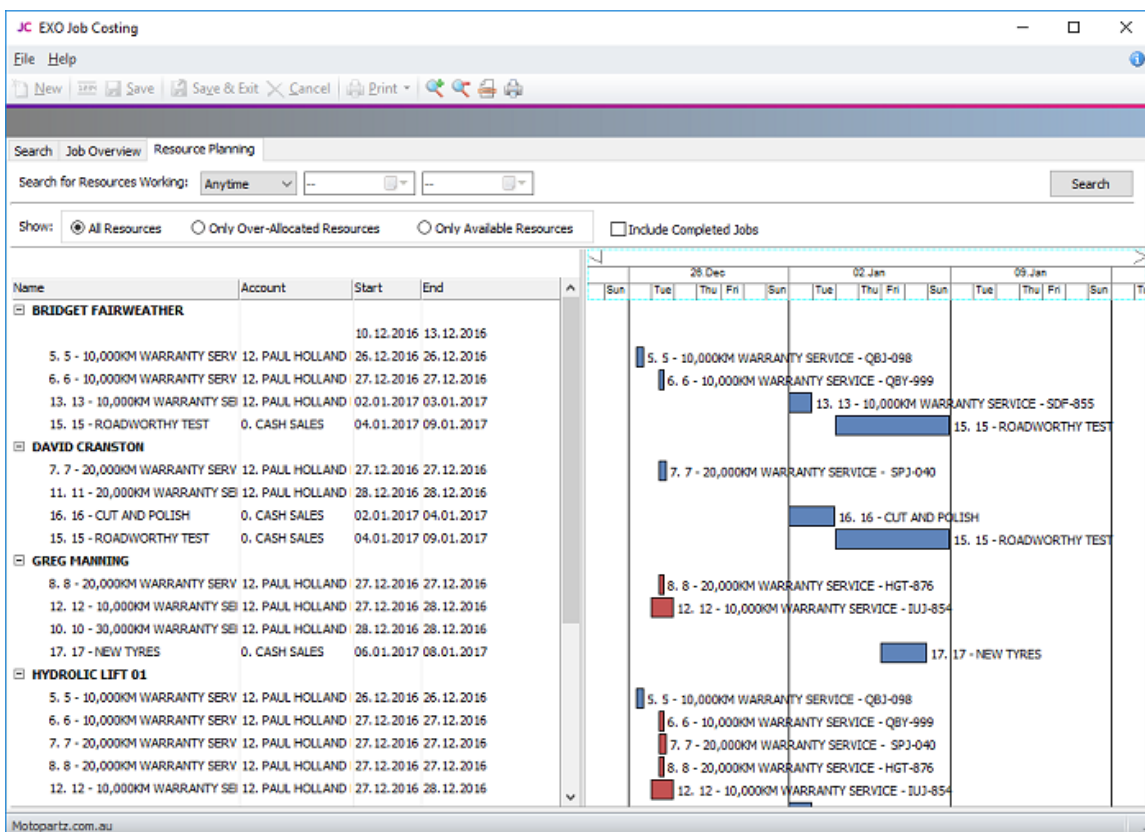 JC EXO Job Costing
File Help
New Save Save & Exit Cancel Print
Search Job Overview Resource Planning
Search for Resources Working: Anytime -- -- Search
Show: All Resources Only Over-Allocated Resources Only Available Resources Include Completed Jobs
26.Dec 02.Jan 09.Jan
Name Account Start End Sun Tue Thu Fri Sun Tue Thu Fri Sun Tue Thu Fri Sun
BRIDGET FAIRWEATHER
10.12.2016 13.12.2016
5. 5 - 10,000KM WARRANTY SERV 12. PAUL HOLLAND 26.12.2016 26.12.2016 5. 5 - 10,000KM WARRANTY SERVICE - QBJ-098
6. 6 - 10,000KM WARRANTY SERV 12. PAUL HOLLAND 27.12.2016 27.12.2016 6. 6 - 10,000KM WARRANTY SERVICE - QBY-999
13. 13 - 10,000KM WARRANTY SE 12. PAUL HOLLAND 02.01.2017 03.01.2017 13. 13 - 10,000KM WARRANTY SERVICE - SDF-855
15. 15 - ROADWORTHY TEST 0. CASH SALES 04.01.2017 09.01.2017 15. 15 - ROADWORTHY TEST
DAVID CRANSTON
7. 7 - 20,000KM WARRANTY SERV 12. PAUL HOLLAND 27.12.2016 27.12.2016 7. 7 - 20,000KM WARRANTY SERVICE - SPJ-040
11. 11 - 20,000KM WARRANTY SE 12. PAUL HOLLAND 28.12.2016 28.12.2016
16. 16 - CUT AND POLISH 0. CASH SALES 02.01.2017 04.01.2017 16. 16 - CUT AND POLISH
15. 15 - ROADWORTHY TEST 0. CASH SALES 04.01.2017 09.01.2017 15. 15 - ROADWORTHY TEST
GREG MANNING
8. 8 - 20,000KM WARRANTY SERV 12. PAUL HOLLAND 27.12.2016 27.12.2016 8. 8 - 20,000KM WARRANTY SERVICE - HGT-876
12. 12 - 10,000KM WARRANTY SE 12. PAUL HOLLAND 27.12.2016 28.12.2016 12. 12 - 10,000KM WARRANTY SERVICE - IUJ-854
10. 10 - 30,000KM WARRANTY SE 12. PAUL HOLLAND 28.12.2016 28.12.2016
17. 17 - NEW TYRES 0. CASH SALES 06.01.2017 08.01.2017 17. 17 - NEW TYRES
HYDROLIC LIFT 01
5. 5 - 10,000KM WARRANTY SERV 12. PAUL HOLLAND 26.12.2016 26.12.2016 5. 5 - 10,000KM WARRANTY SERVICE - QBJ-098
6. 6 - 10,000KM WARRANTY SERV 12. PAUL HOLLAND 27.12.2016 27.12.2016 6. 6 - 10,000KM WARRANTY SERVICE - QBY-999
7. 7 - 20,000KM WARRANTY SERV 12. PAUL HOLLAND 27.12.2016 27.12.2016 7. 7 - 20,000KM WARRANTY SERVICE - SPJ-040
8. 8 - 20,000KM WARRANTY SERV 12. PAUL HOLLAND 27.12.2016 27.12.2016 8. 8 - 20,000KM WARRANTY SERVICE - HGT-876
12. 12 - 10,000KM WARRANTY SE 12. PAUL HOLLAND 27.12.2016 28.12.2016 12. 12 - 10,000KM WARRANTY SERVICE - IUJ-854
Motopartz.com.au